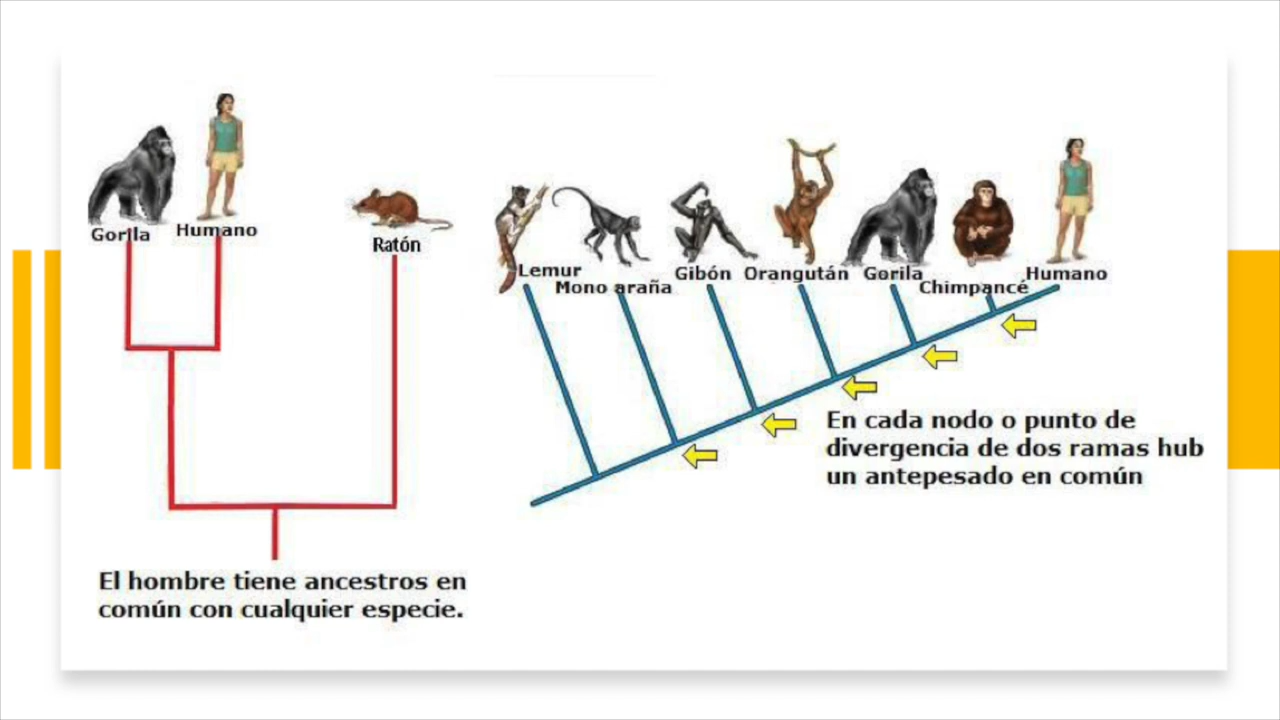 Gorila
Humano
Ratón
El hombre tiene ancestros en
común con cualquier especie.
Lemur
Mono araña
Gibón
Orangután
Gorila
Chimpancé
Humano
En cada nodo o punto de
divergencia de dos ramas hub
un antepesado en común